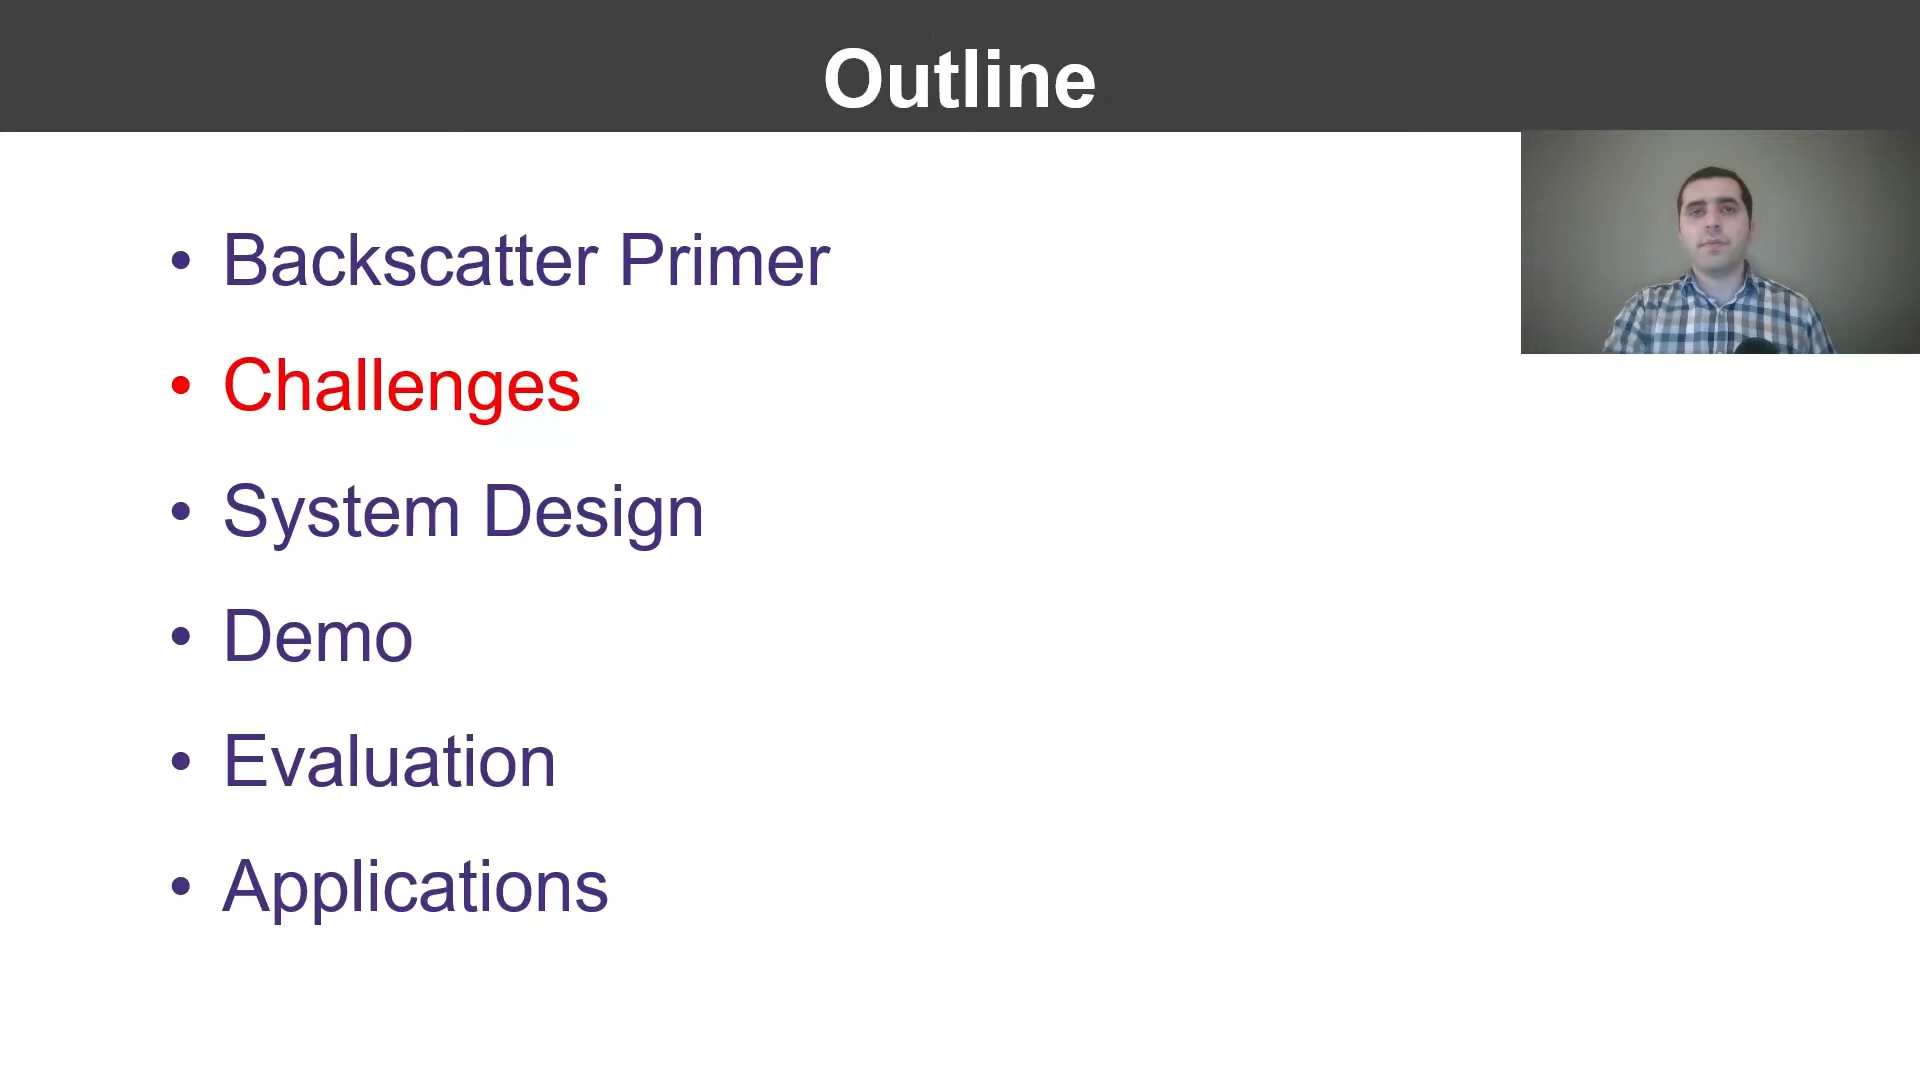 Outline
• Backscatter Primer
• Challenges
• System Design
• Demo
• Evaluation
• Applications